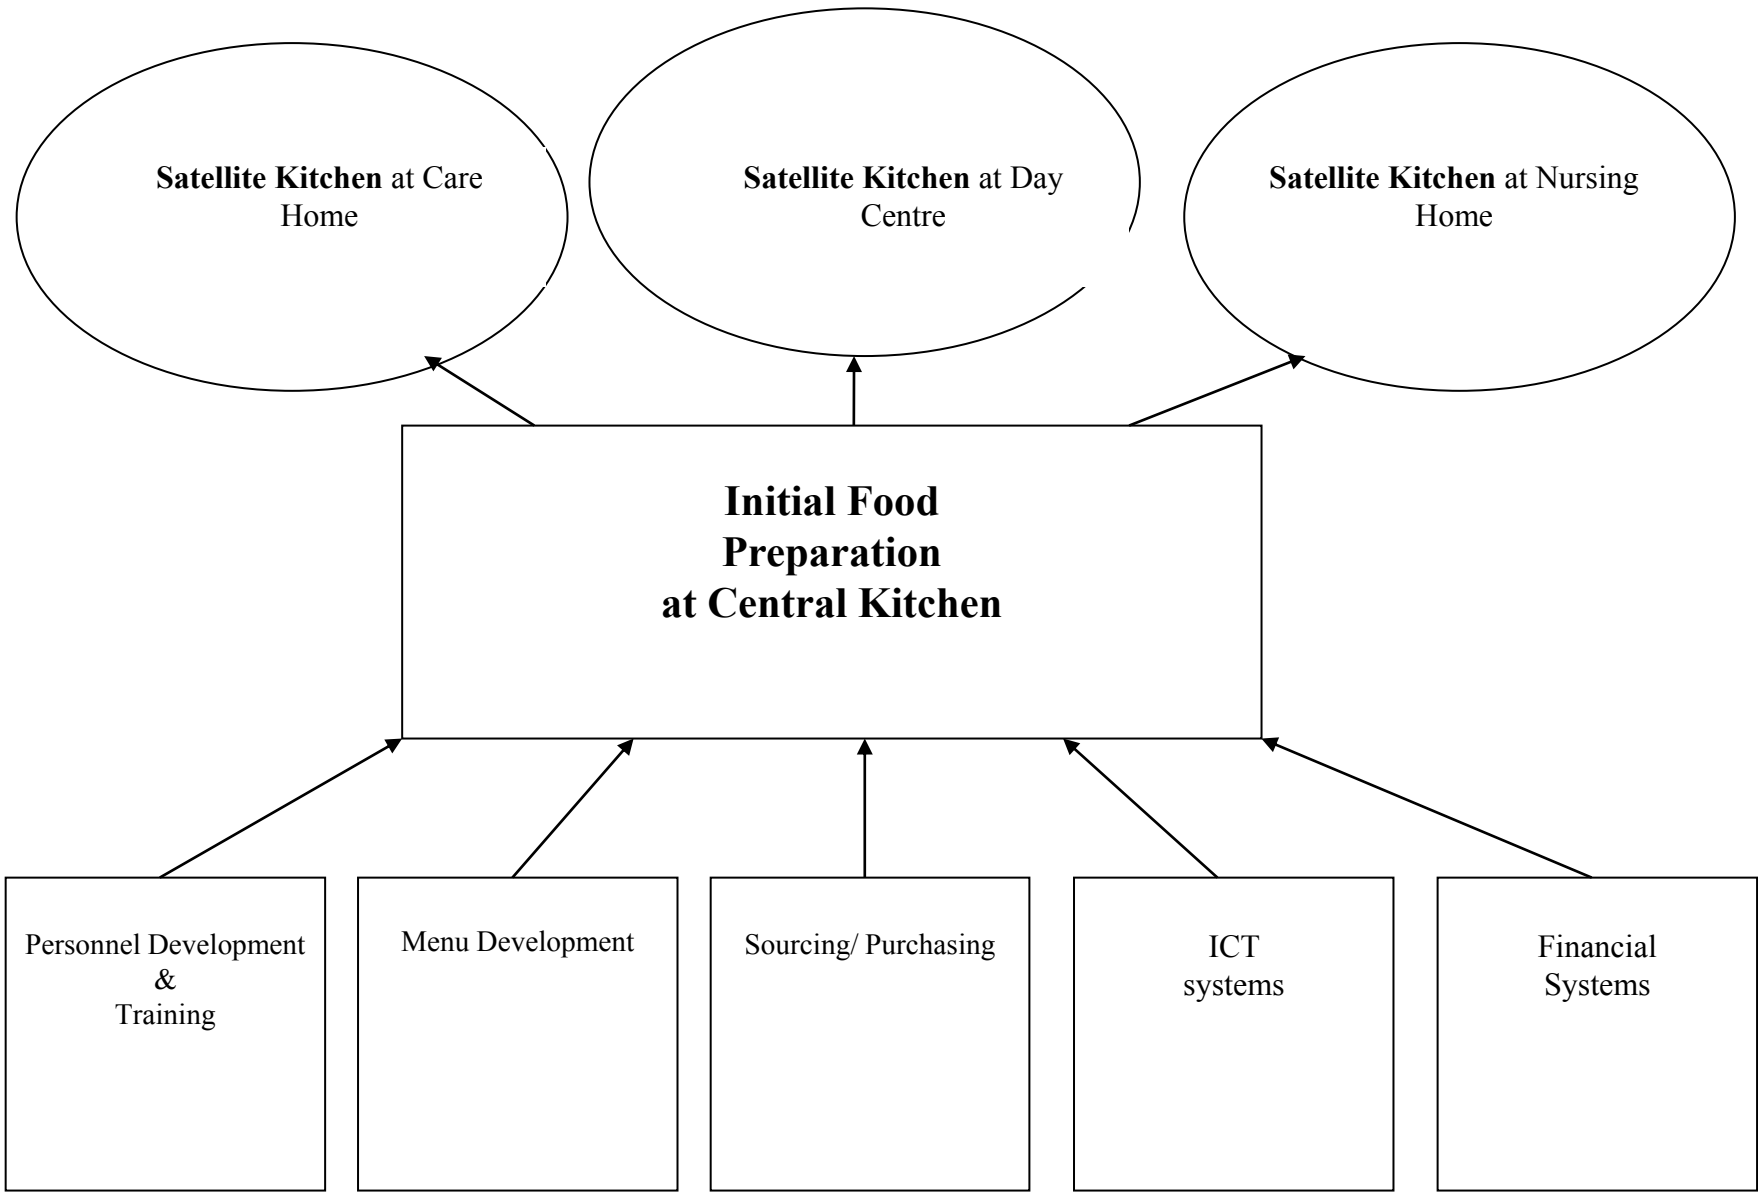 Satellite Kitchen at Care
Home
Satellite Kitchen at Day
Centre
Satellite Kitchen at Nursing
Home
Initial Food
Preparation
at Central Kitchen
Personnel Development
&
Training
Menu Development
Sourcing/ Purchasing
ICT
systems
Financial
Systems